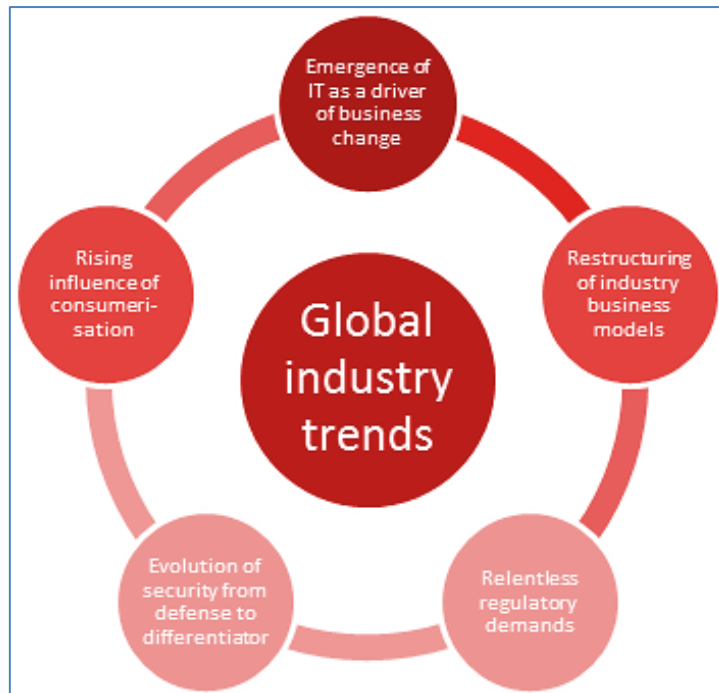 Emergence of
IT as a driver
of business
change
Rising
influence of
consumeri-
sation
Restructuring
of industry
business
models
Global
industry
trends
Evolution of
security from
defense to
differentiator
Relentless
regulatory
demands